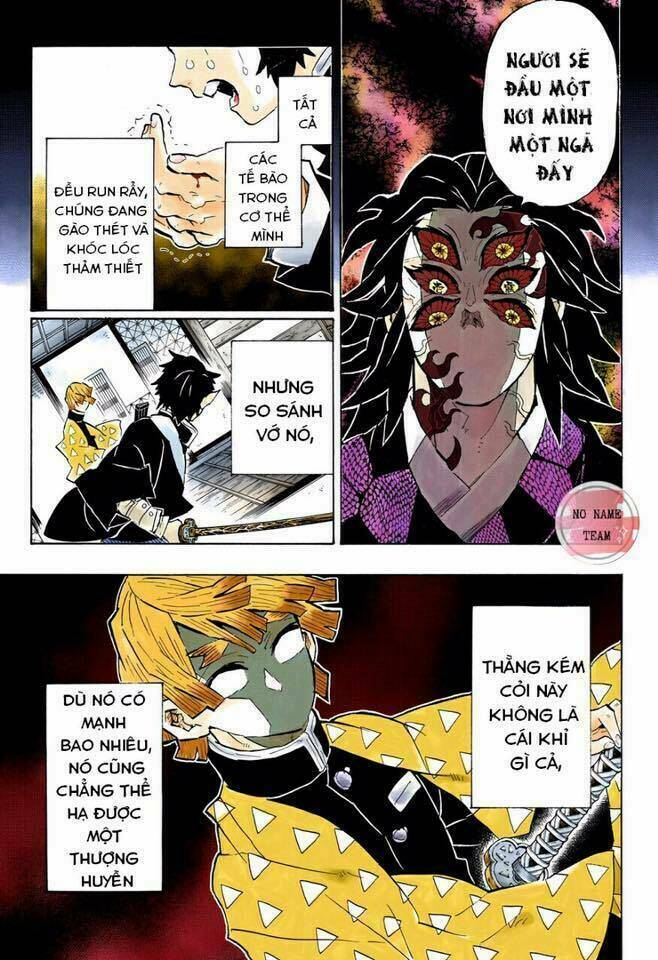 NGƯƠI SẼ
ĐẦU MỘT
NƠI MÌNH
MỘT NGẢ
ĐẤY
TẤT
CẢ
CÁC
TẾ BÀO
TRONG
CƠ THỂ
MÌNH
ĐỀU RUN RẨY,
CHÚNG ĐANG
GÀO THÉT VÀ
KHÓC LÓC
THẢM THIẾT
NHƯNG
SO SÁNH
VỚ NÓ,
NO NAME
TEAM
THẰNG KÉM
CỎI NÀY
KHÔNG LÀ
CÁI KHỈ
GÌ CẢ,
DÙ NÓ CÓ
MẠNH
BAO NHIÊU,
NÓ CŨNG
CHẲNG THỂ
HẠ ĐƯỢC
MỘT
THƯỢNG
HUYỀN